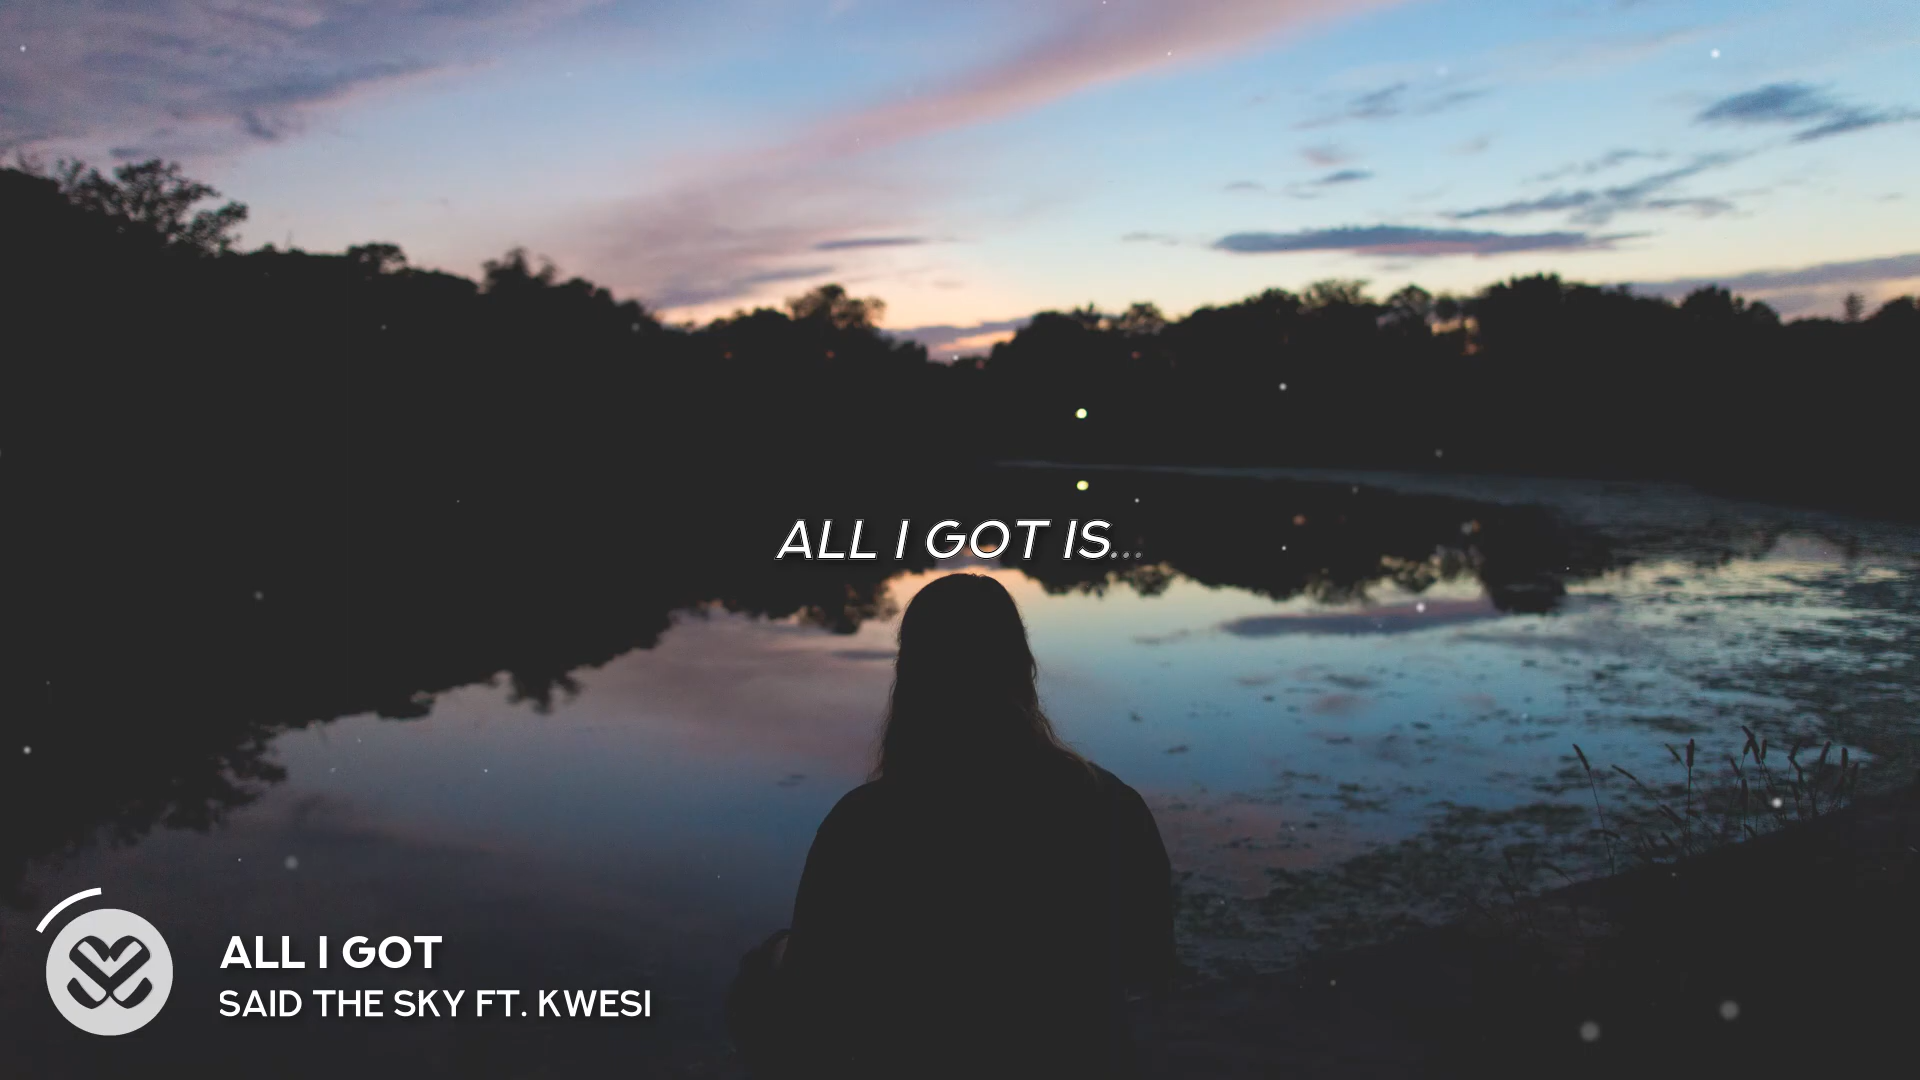 ALL I GOT IS...
ALL I GOT
SAID THE SKY FT. KWESI